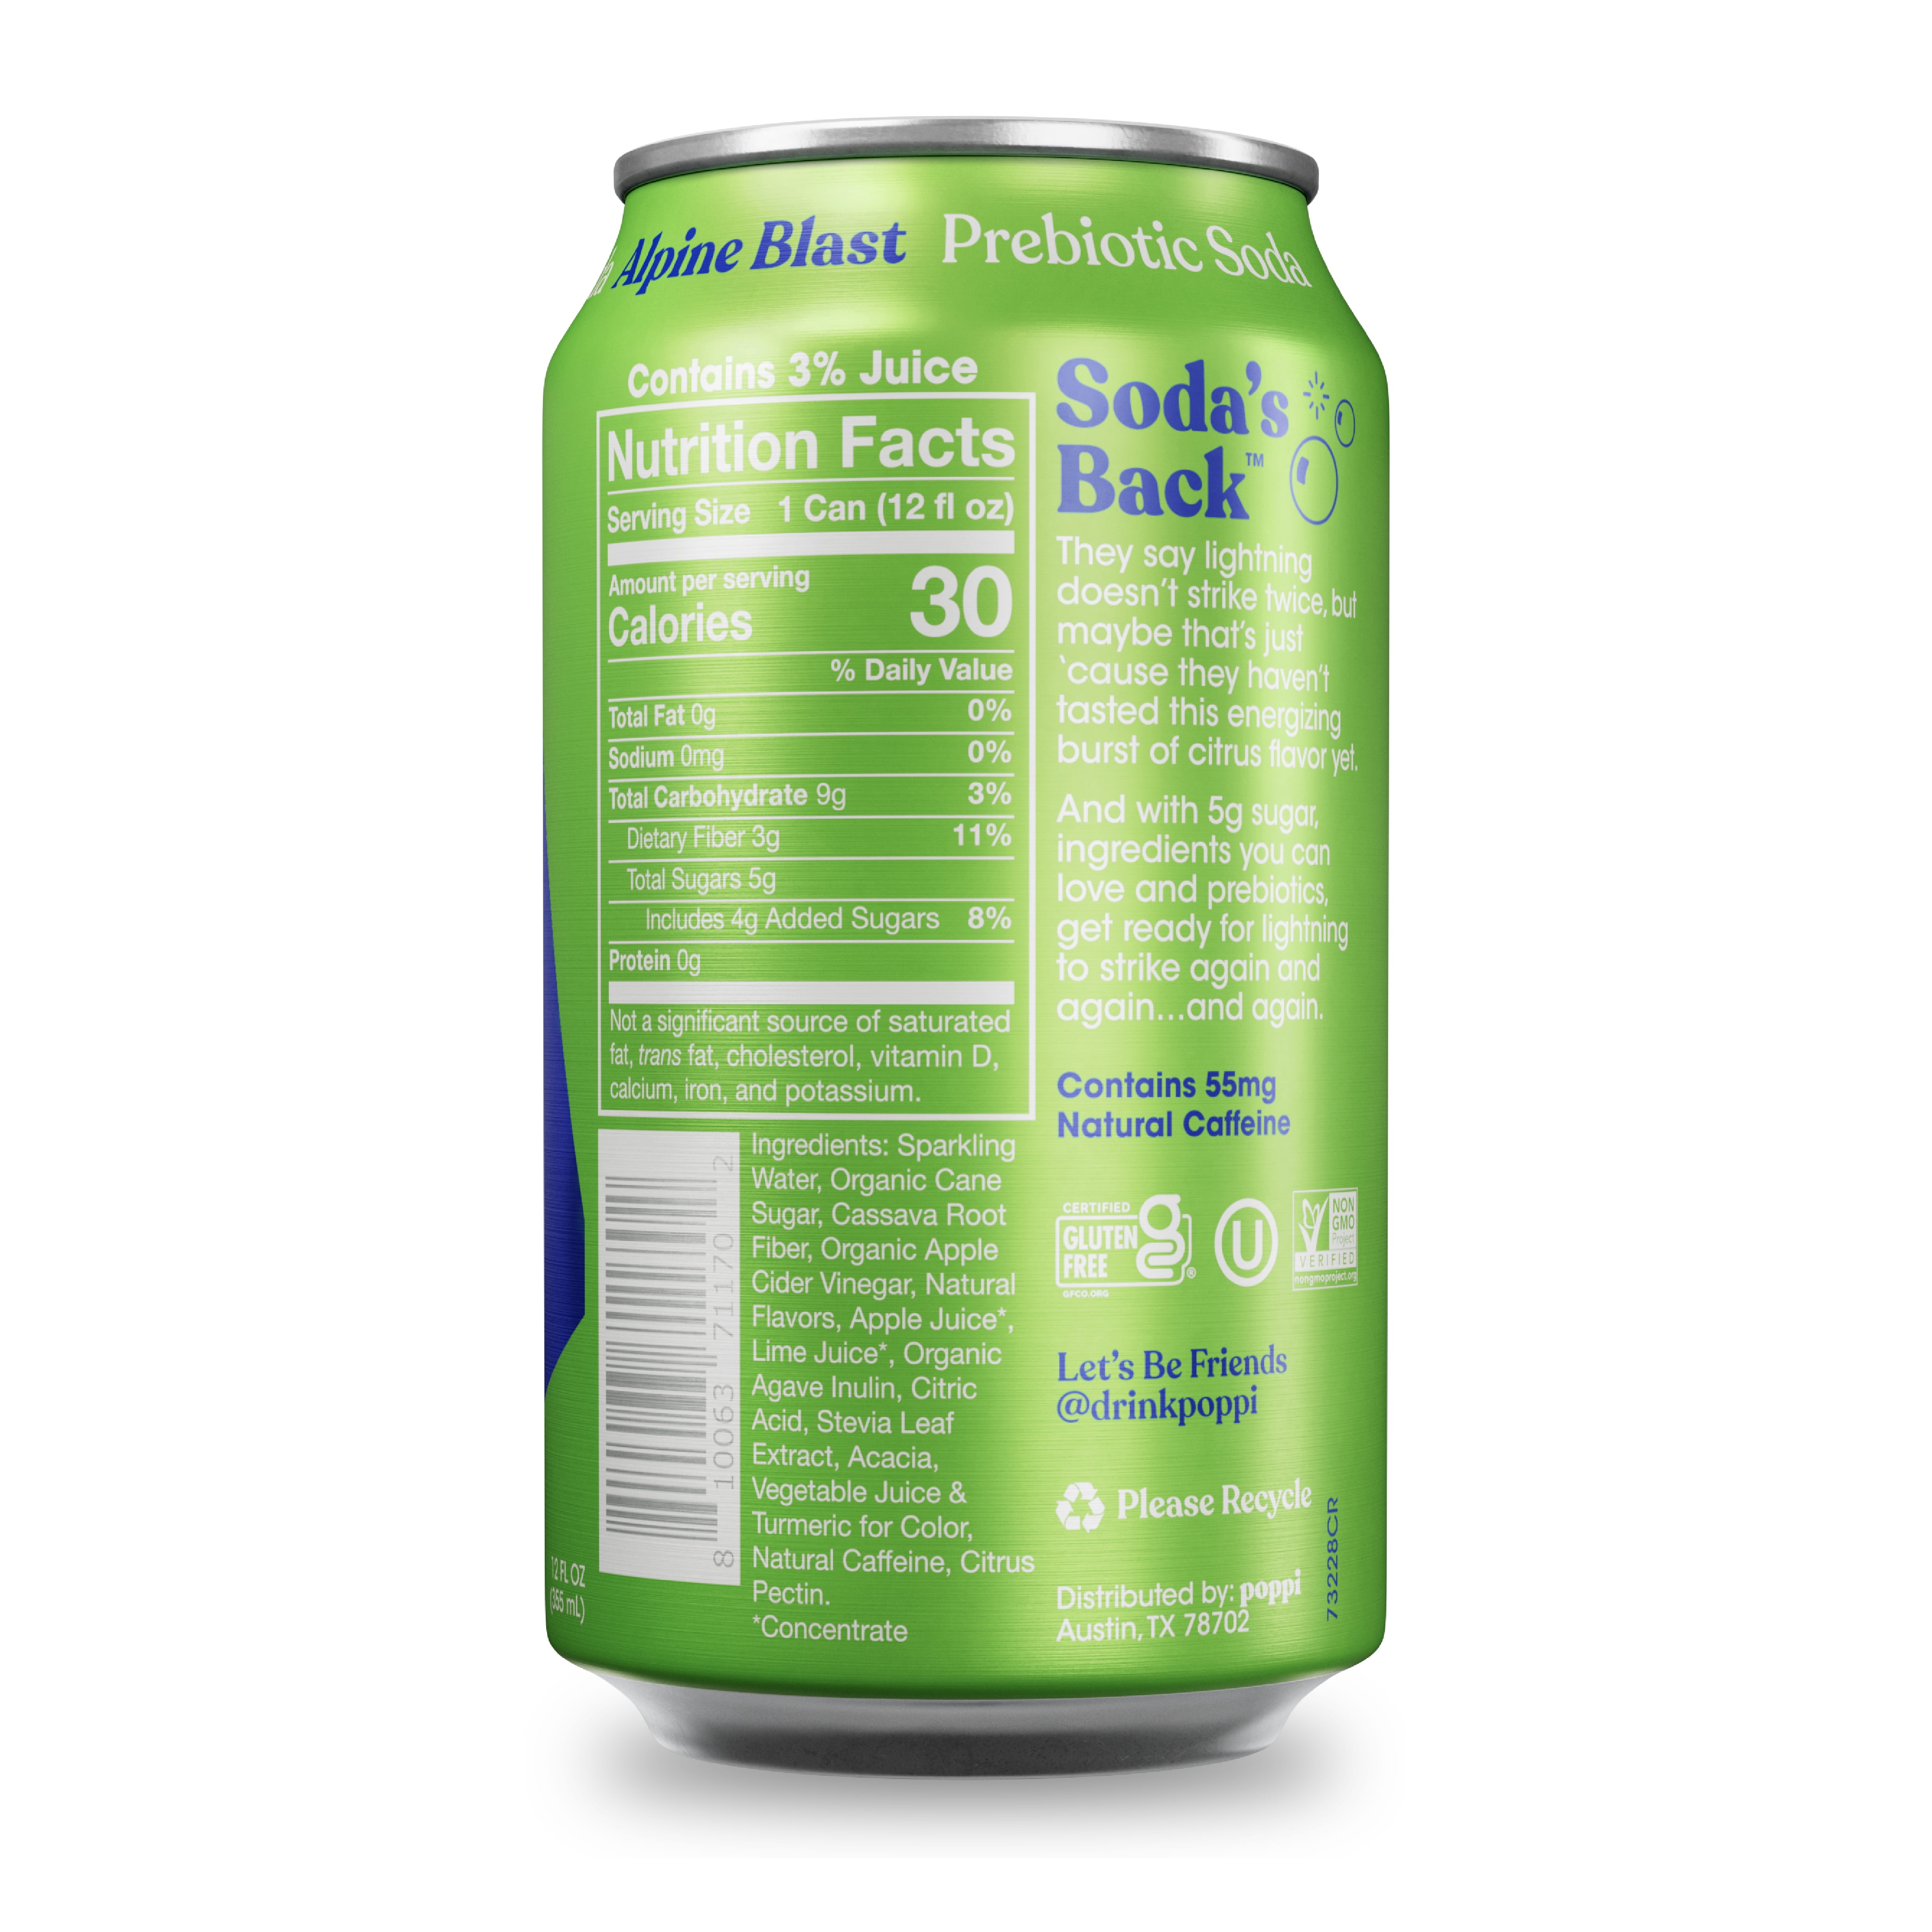 Alpine Blast Prebiotic Soda
Contains 3% Juice
Nutrition Facts
Serving Size 1 Can (12 fl oz)
Amount per serving
Calories 30
% Daily Value
Total Fat 0g 0%
Sodium 0mg 0%
Total Carbohydrate 9g 3%
Dietary Fiber 3g 11%
Total Sugars 5g
Includes 4g Added Sugars 8%
Protein 0g
Not a significant source of saturated
fat, trans fat, cholesterol, vitamin D,
calcium, iron, and potassium.
8 10063 71170 2
Ingredients: Sparkling
Water, Organic Cane
Sugar, Cassava Root
Fiber, Organic Apple
Cider Vinegar, Natural
Flavors, Apple Juice*,
Lime Juice*, Organic
Agave Inulin, Citric
Acid, Stevia Leaf
Extract, Acacia,
Vegetable Juice &
Turmeric for Color,
Natural Caffeine, Citrus
Pectin.
*Concentrate
12 FL OZ
(355 mL)
Soda's
Back™
They say lightning
doesn't strike twice, but
maybe that's just
‘cause they haven't
tasted this energizing
burst of citrus flavor yet.
And with 5g sugar,
ingredients you can
love and prebiotics,
get ready for lightning
to strike again and
again...and again.
Contains 55mg
Natural Caffeine
CERTIFIED
GLUTEN
FREE
g
®
GFCO.ORG
U
NON
GMO
Project
VERIFIED
nongmoproject.org
Let's Be Friends
@drinkpoppi
Please Recycle
Distributed by: poppi
Austin, TX 78702
73228CR